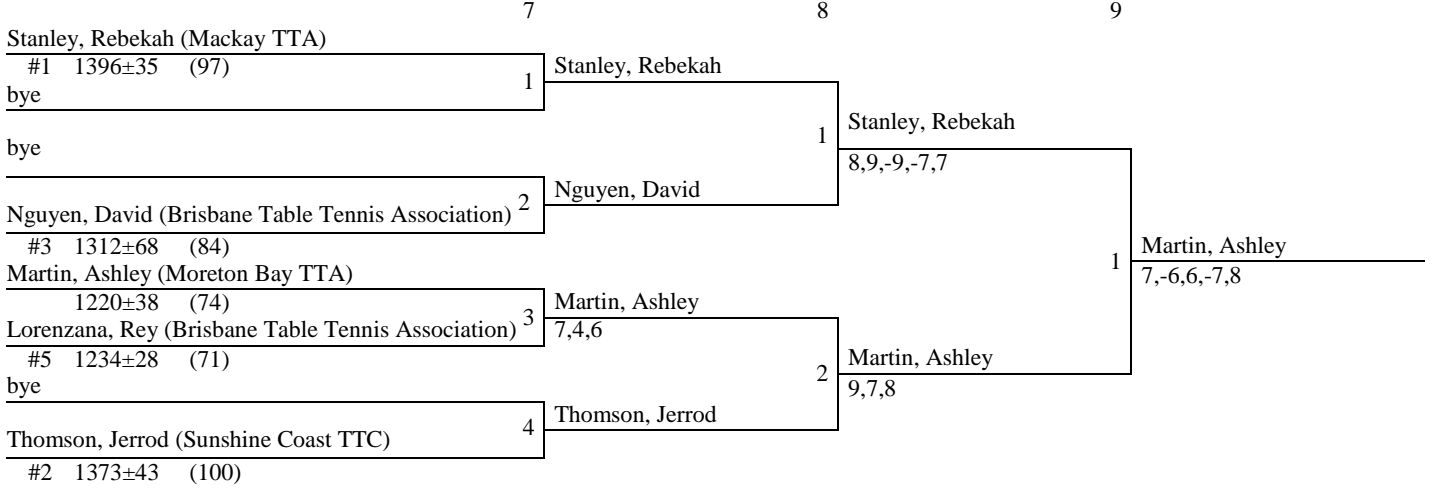 7 8 9
Stanley, Rebekah (Mackay TTA)
#1 1396±35 (97)
bye
1
Stanley, Rebekah
bye
2
Nguyen, David (Brisbane Table Tennis Association)
#3 1312±68 (84)
Nguyen, David
1
Stanley, Rebekah
8,9,-9,-7,7
Martin, Ashley (Moreton Bay TTA)
1220±38 (74)
Lorenzana, Rey (Brisbane Table Tennis Association)
#5 1234±28 (71)
3
Martin, Ashley
7,4,6
bye
4
Thomson, Jerrod (Sunshine Coast TTC)
#2 1373±43 (100)
Thomson, Jerrod
2
Martin, Ashley
9,7,8
1
Martin, Ashley
7,-6,6,-7,8